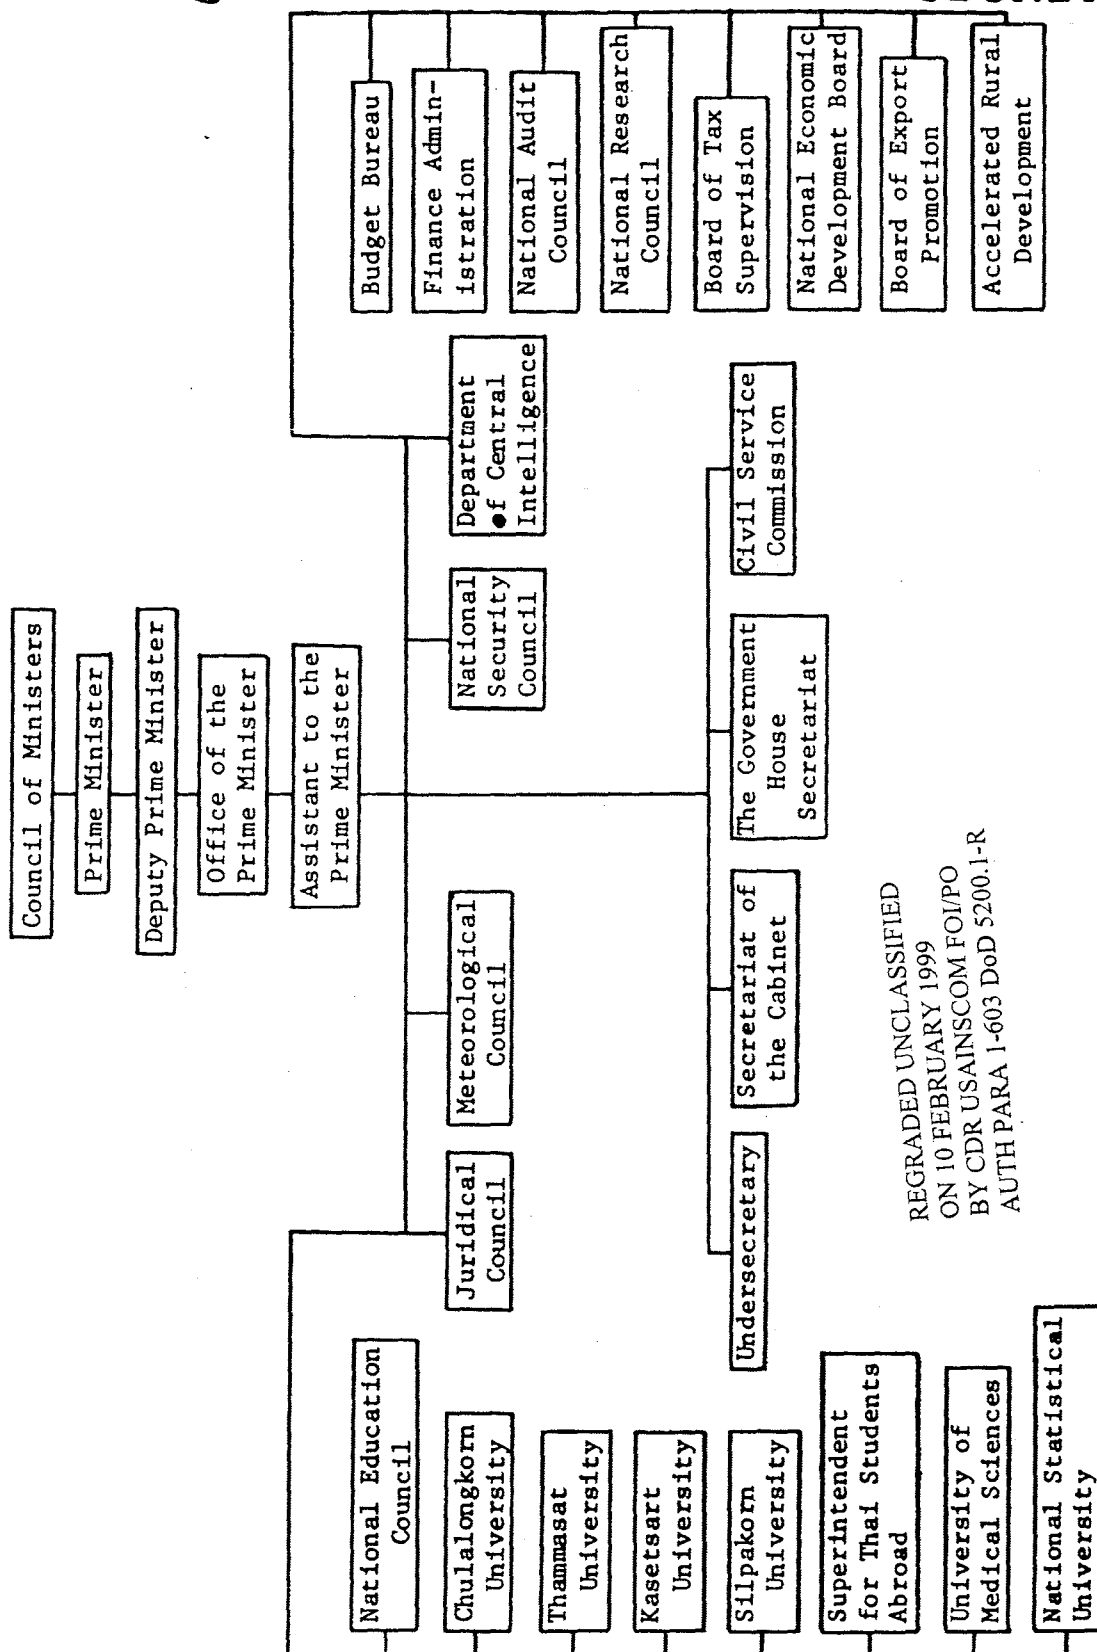 Council of Ministers
Prime Minister
Deputy Prime Minister
Office of the
Prime Minister
Assistant to the
Prime Minister
National Education
Council
Chulalongkorn
University
Thammasat
University
Kasetsart
University
Silpakorn
University
Superintendent
for Thai Students
Abroad
University of
Medical Sciences
National Statistical
University
Juridical
Council
Meteorological
Council
National
Security
Council
Department
of Central
Intelligence
Undersecretary
Secretariat of
the Cabinet
The Government
House
Secretariat
Civil Service
Commission
Budget Bureau
Finance Admin-
istration
National Audit
Council
National Research
Council
Board of Tax
Supervision
National Economic
Development Board
Board of Export
Promotion
Accelerated Rural
Development
REGRADED UNCLASSIFIED
ON 10 FEBRUARY 1999
BY CDR USAINSCOM FOI/PO
AUTH PARA 1-603 DoD 5200.1-R